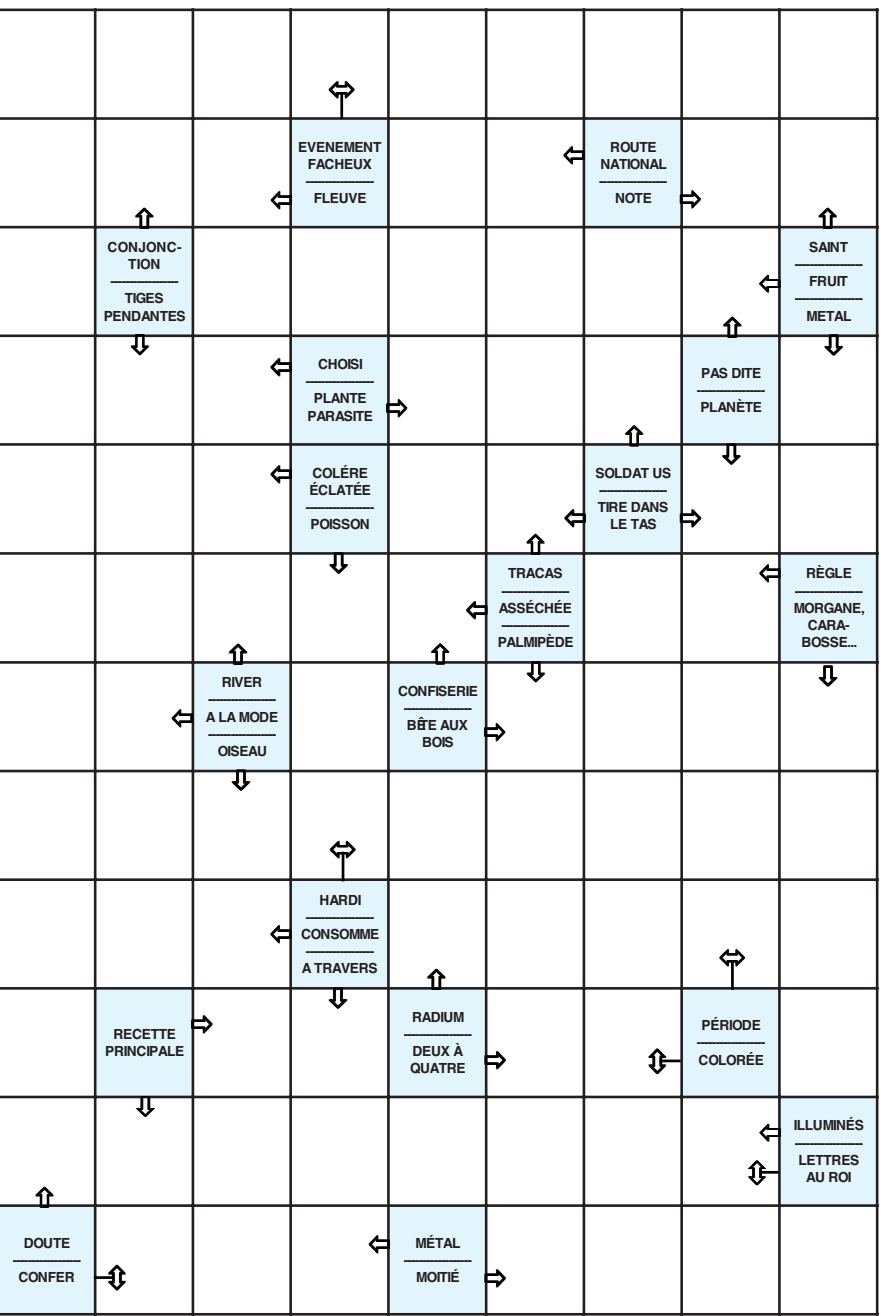 EVENEMENT
FACHEUX
FLEUVE
ROUTE
NATIONAL
NOTE
CONJONC-
TION
TIGES
PENDANTES
SAINT
FRUIT
METAL
CHOISI
PLANTE
PARASITE
PAS DITE
PLANÈTE
COLÉRE
ÉCLATÉE
POISSON
SOLDAT US
TIRE DANS
LE TAS
TRACAS
ASSÉCHÉE
PALMIPÈDE
RÈGLE
MORGANE,
CARA-
BOSSE...
RIVER
A LA MODE
OISEAU
CONFISERIE
BÊTE AUX
BOIS
HARDI
CONSOMME
A TRAVERS
RECETTE
PRINCIPALE
RADIUM
DEUX À
QUATRE
PÉRIODE
COLORÉE
ILLUMINÉS
LETTRES
AU ROI
DOUTE
CONFER
MÉTAL
MOITIÉ